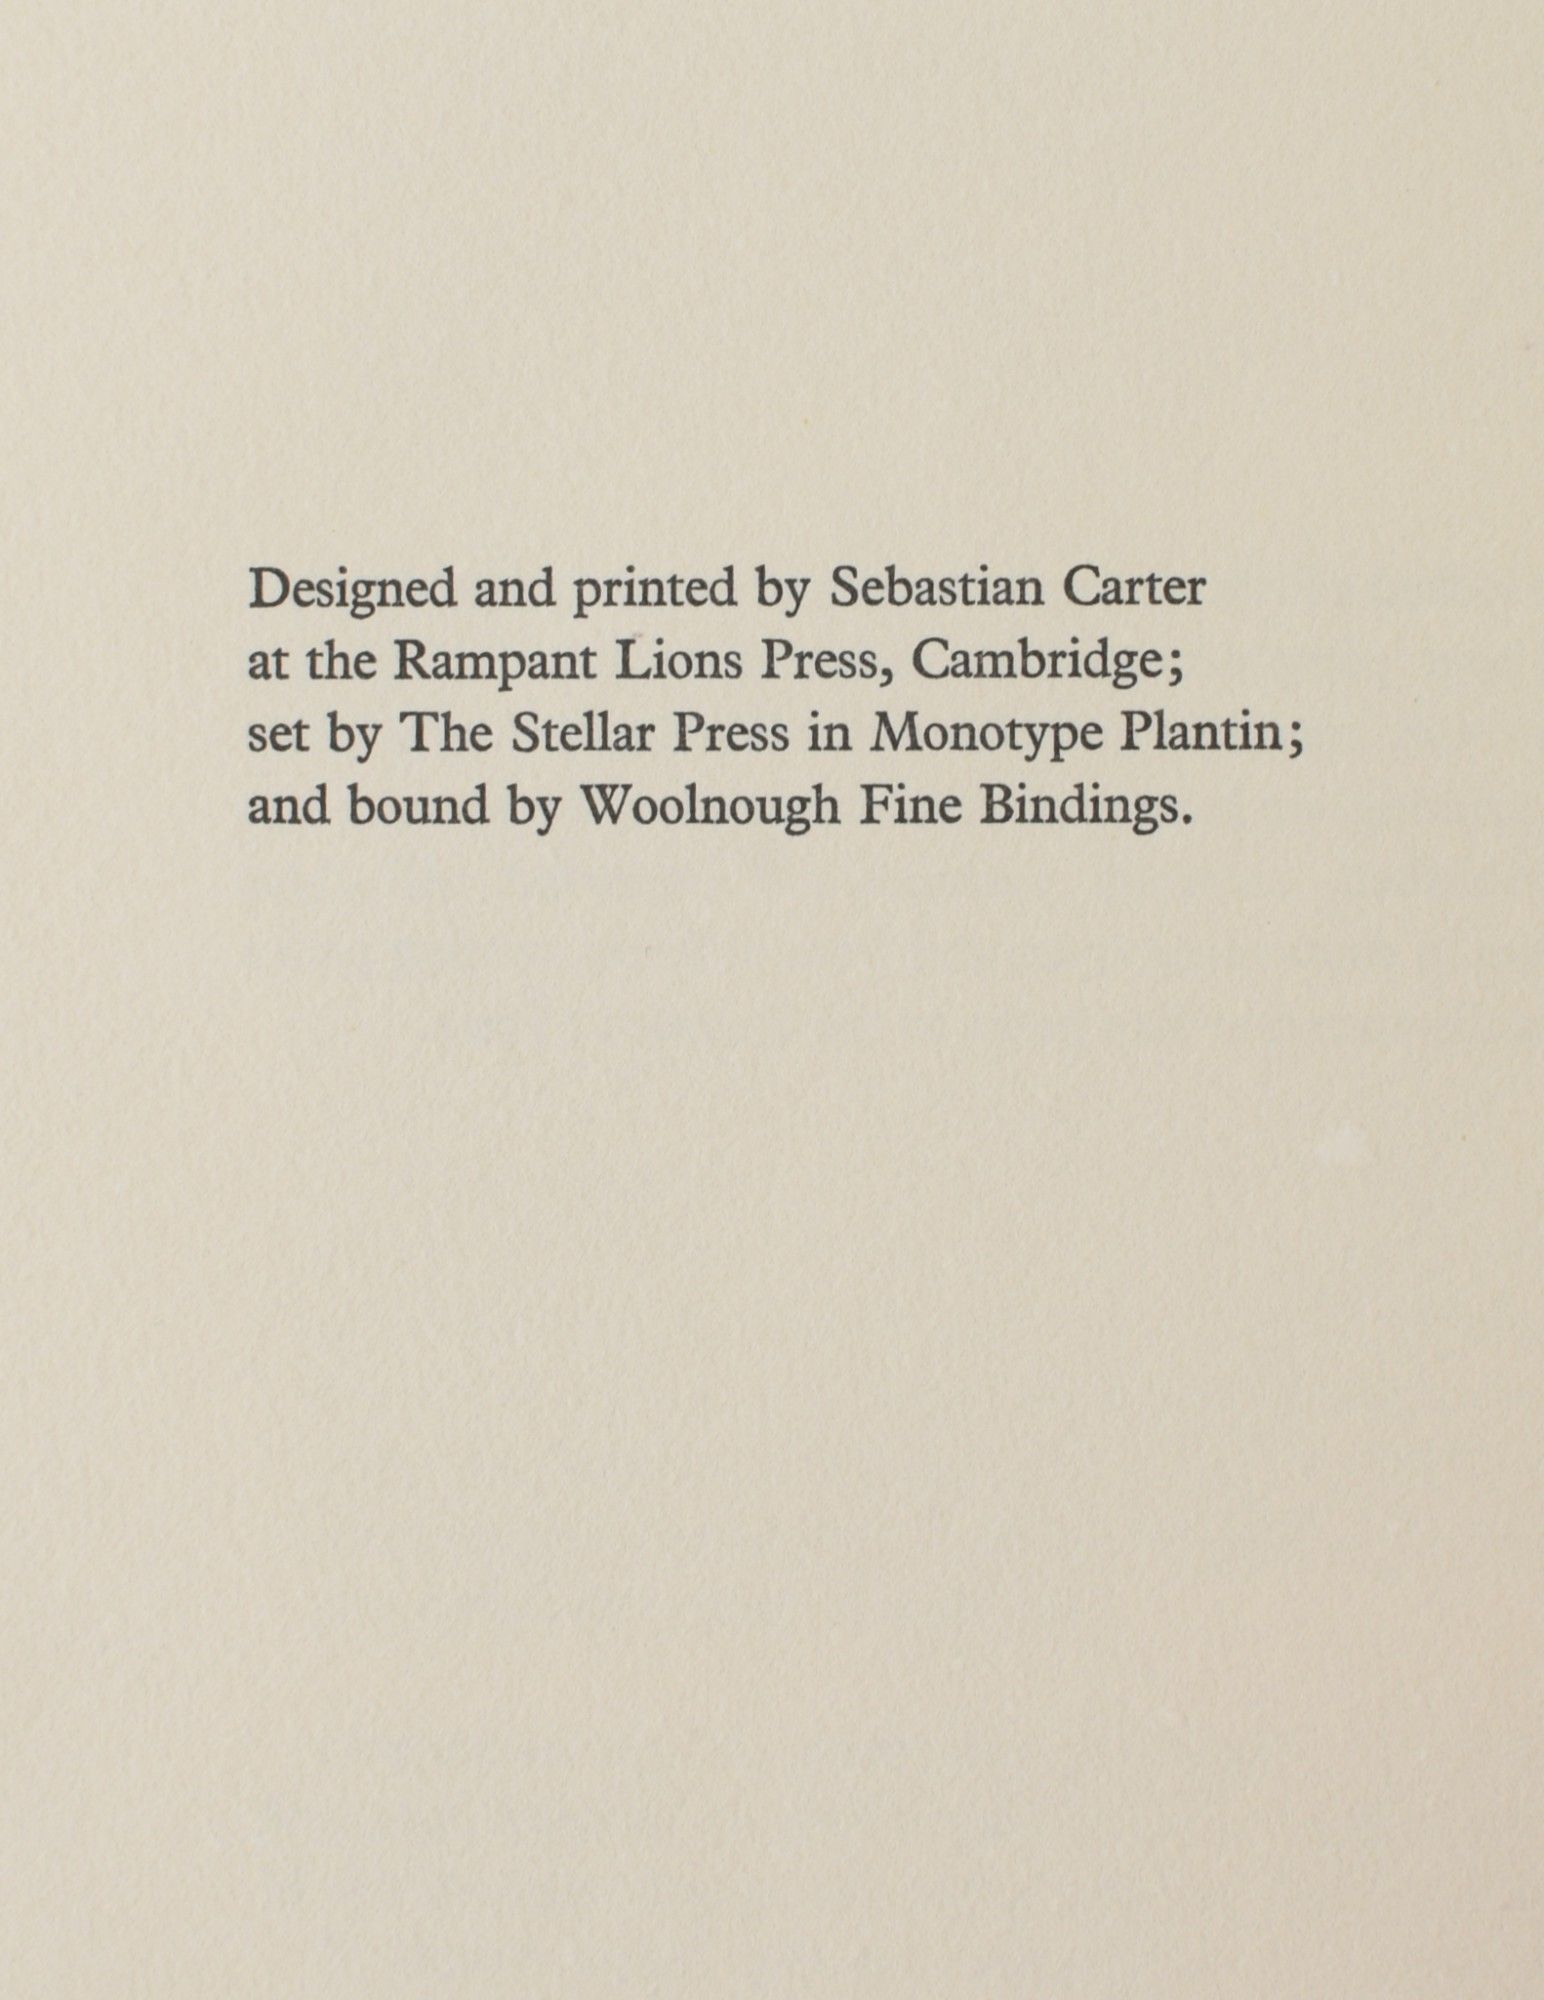 Designed and printed by Sebastian Carter
at the Rampant Lions Press, Cambridge;
set by The Stellar Press in Monotype Plantin;
and bound by Woolnough Fine Bindings.